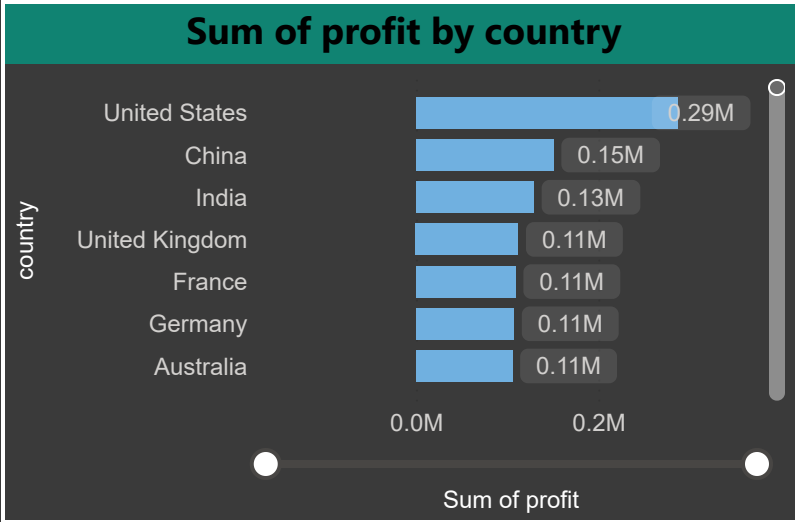 Sum of profit by country
country
United States 0.29M
China 0.15M
India 0.13M
United Kingdom 0.11M
France 0.11M
Germany 0.11M
Australia 0.11M
0.0M 0.2M
Sum of profit